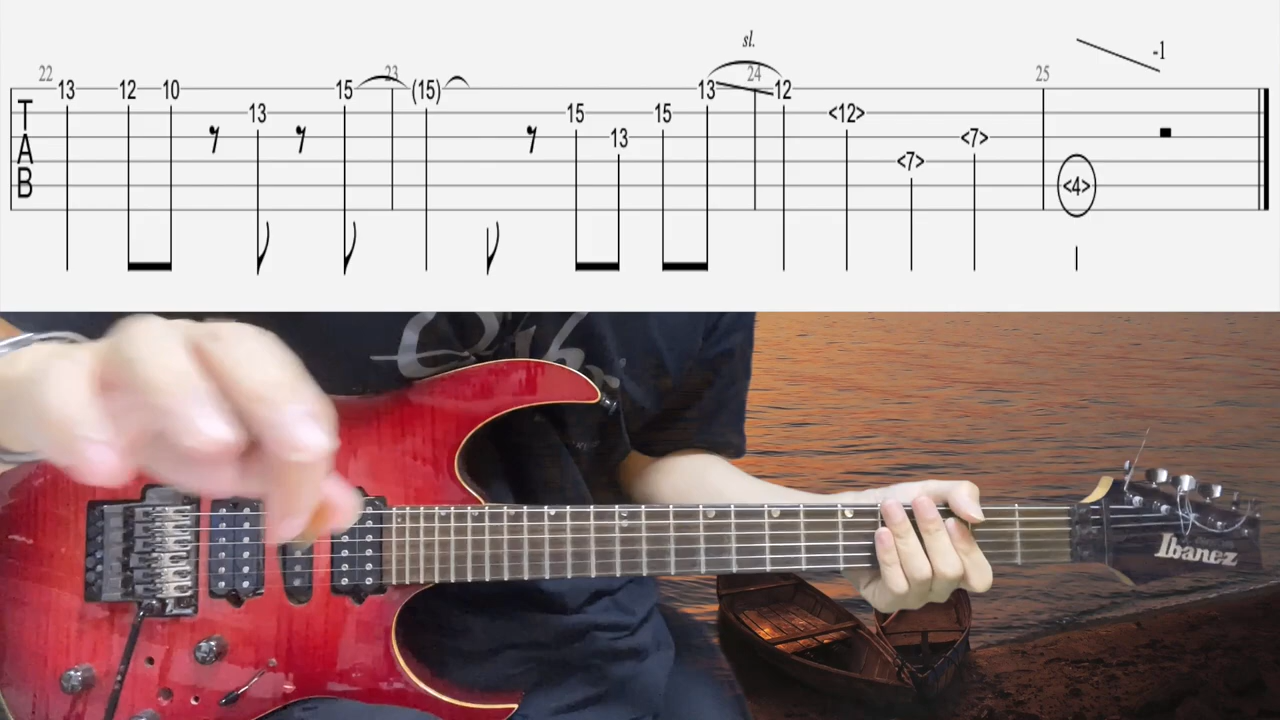 sl.
-1
22 23 24 25
13 12 10 15 (15) 13 12
T 13 15 15 <12>
A 13 <7>
<7>
B <4>
Ibanez